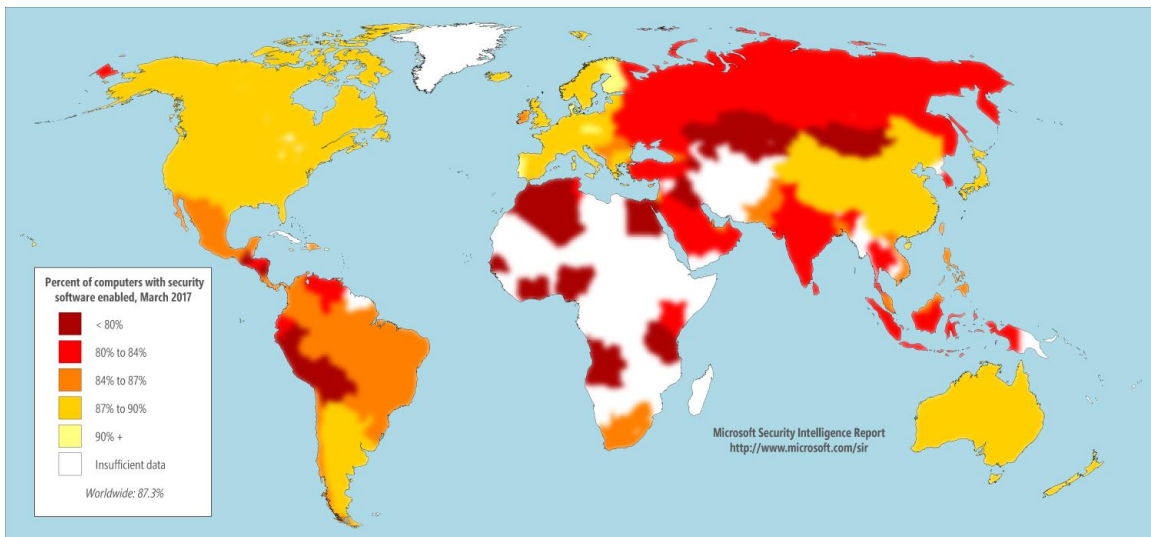 Percent of computers with security
software enabled, March 2017
< 80%
80% to 84%
84% to 87%
87% to 90%
90% +
Insufficient data
Worldwide: 87.3%
Microsoft Security Intelligence Report
http://www.microsoft.com/sir